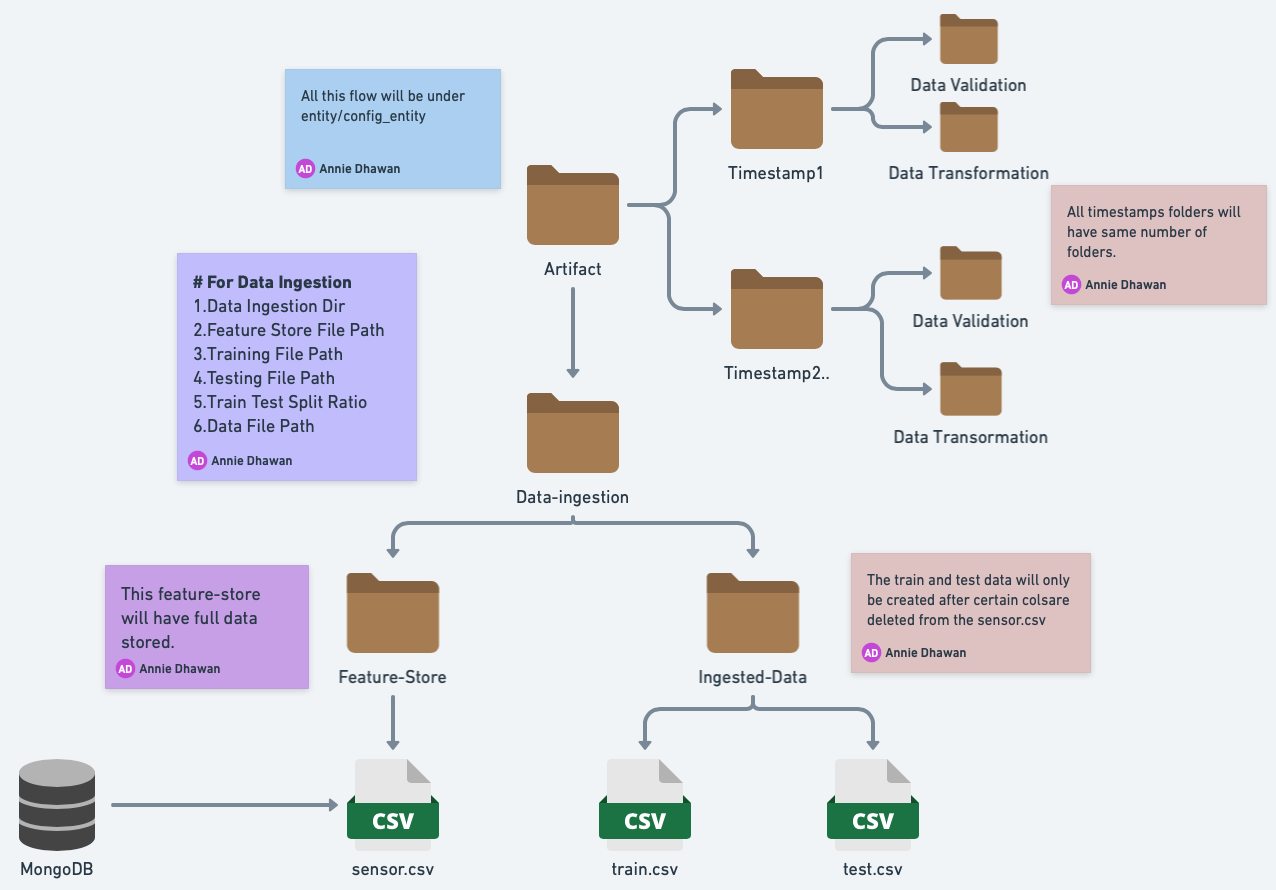 Data Validation
All this flow will be under
entity/config_entity
AD Annie Dhawan
Timestamp1
Data Transformation
Artifact
All timestamps folders will
have same number of
folders.
AD Annie Dhawan
# For Data Ingestion
1.Data Ingestion Dir
2.Feature Store File Path
3.Training File Path
4.Testing File Path
5.Train Test Split Ratio
6.Data File Path
AD Annie Dhawan
Data Validation
Timestamp2..
Data Transormation
Data-ingestion
This feature-store
will have full data
stored.
AD Annie Dhawan
The train and test data will only
be created after certain colsare
deleted from the sensor.csv
AD Annie Dhawan
Feature-Store
Ingested-Data
CSV
CSV
CSV
MongoDB
sensor.csv
train.csv
test.csv